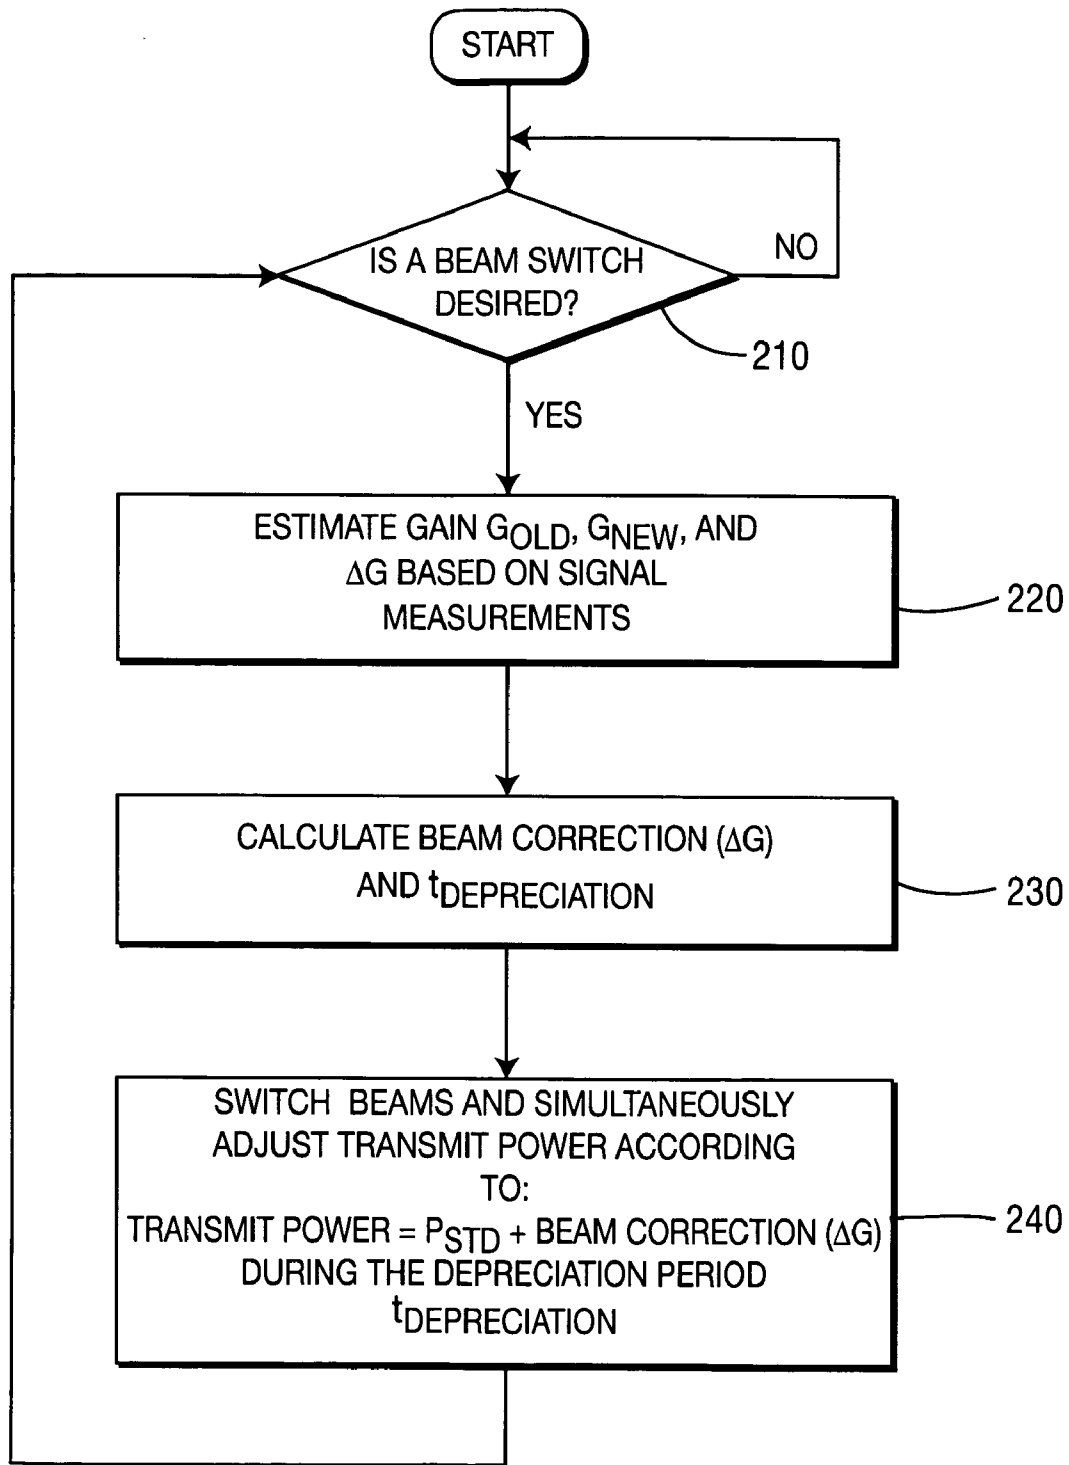 START
IS A BEAM SWITCH
DESIRED?
NO
210
YES
ESTIMATE GAIN GOLD, GNEW, AND
ΔG BASED ON SIGNAL
MEASUREMENTS
220
CALCULATE BEAM CORRECTION (ΔG)
AND tDEPRECIATION
230
SWITCH BEAMS AND SIMULTANEOUSLY
ADJUST TRANSMIT POWER ACCORDING
TO:
TRANSMIT POWER = PSTD + BEAM CORRECTION (ΔG)
DURING THE DEPRECIATION PERIOD
tDEPRECIATION
240